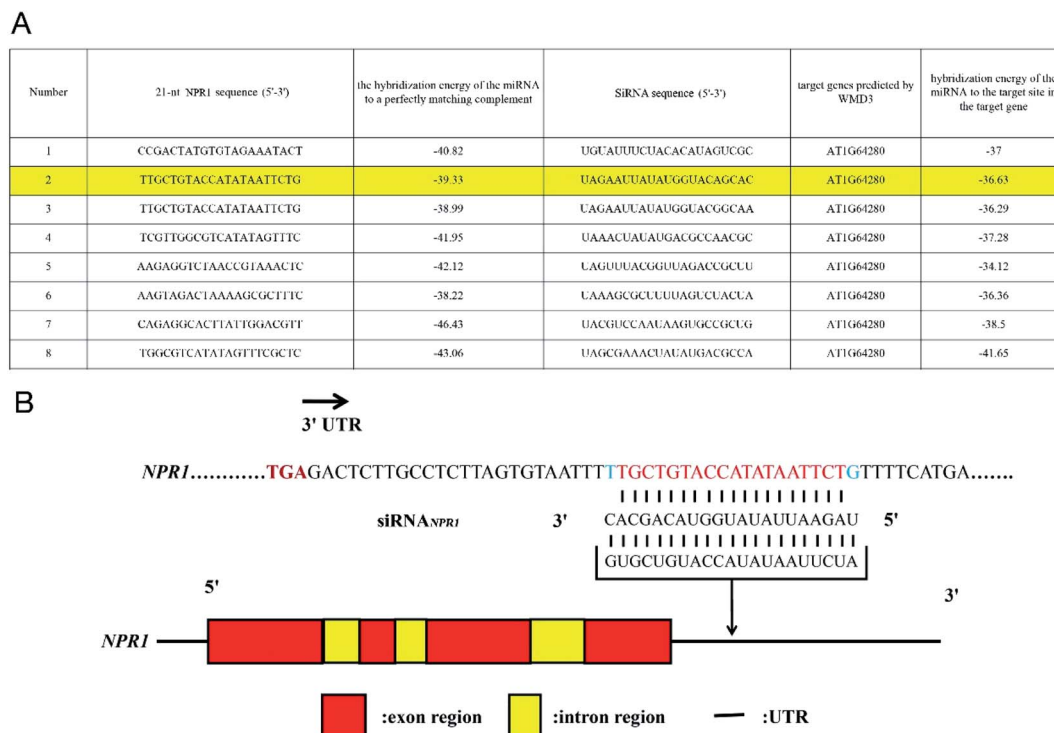 A
Number
21-nt NPR1 sequence (5'-3')
the hybridization energy of the miRNA
to a perfectly matching complement
SiRNA sequence (5'-3')
target genes predicted by
WMD3
hybridization energy of the
miRNA to the target site in
the target gene
1 CCGACTATGTGTAGAAATACT -40.82 UGUAUUUCUACACAUAGUCGC AT1G64280 -37
2 TTGCTGTACCATATAATTCTG -39.33 UAGAAUUAUAUGGUACAGCAC AT1G64280 -36.63
3 TTGCTGTACCATATAATTCTG -38.99 UAGAAUUAUAUGGUACGGCAA AT1G64280 -36.29
4 TCGTTGGCGTCATATAGTTTC -41.95 UAAACUAUAUGACGCCAACGC AT1G64280 -37.28
5 AAGAGGTCTAACCGTAAACTC -42.12 UAGUUUACGGUUAGACCGCUU AT1G64280 -34.12
6 AAGTAGACTAAAAGCGCTTTC -38.22 UAAAGCGCUUUUAGUCUACUA AT1G64280 -36.36
7 CAGAGGCACTTATTGGACGTT -46.43 UACGUCCAAUAAGUGCCGCUG AT1G64280 -38.5
8 TGGCGTCATATAGTTTCGCTC -43.06 UAGCGAAACUAUAUGACGCCA AT1G64280 -41.65
B
3' UTR
NPR1............TGAGACTCTTGCCTCTTAGTGTAATTTTTGCTGTACCATATAATTCTGTTTTCATGA.......
siRNANPR1 3' CACGACAUGGUAUAUUAAGAU 5'
GUGCUGUACCAUAUAAUUCUA
5'
3'
NPR1
:exon region :intron region :UTR